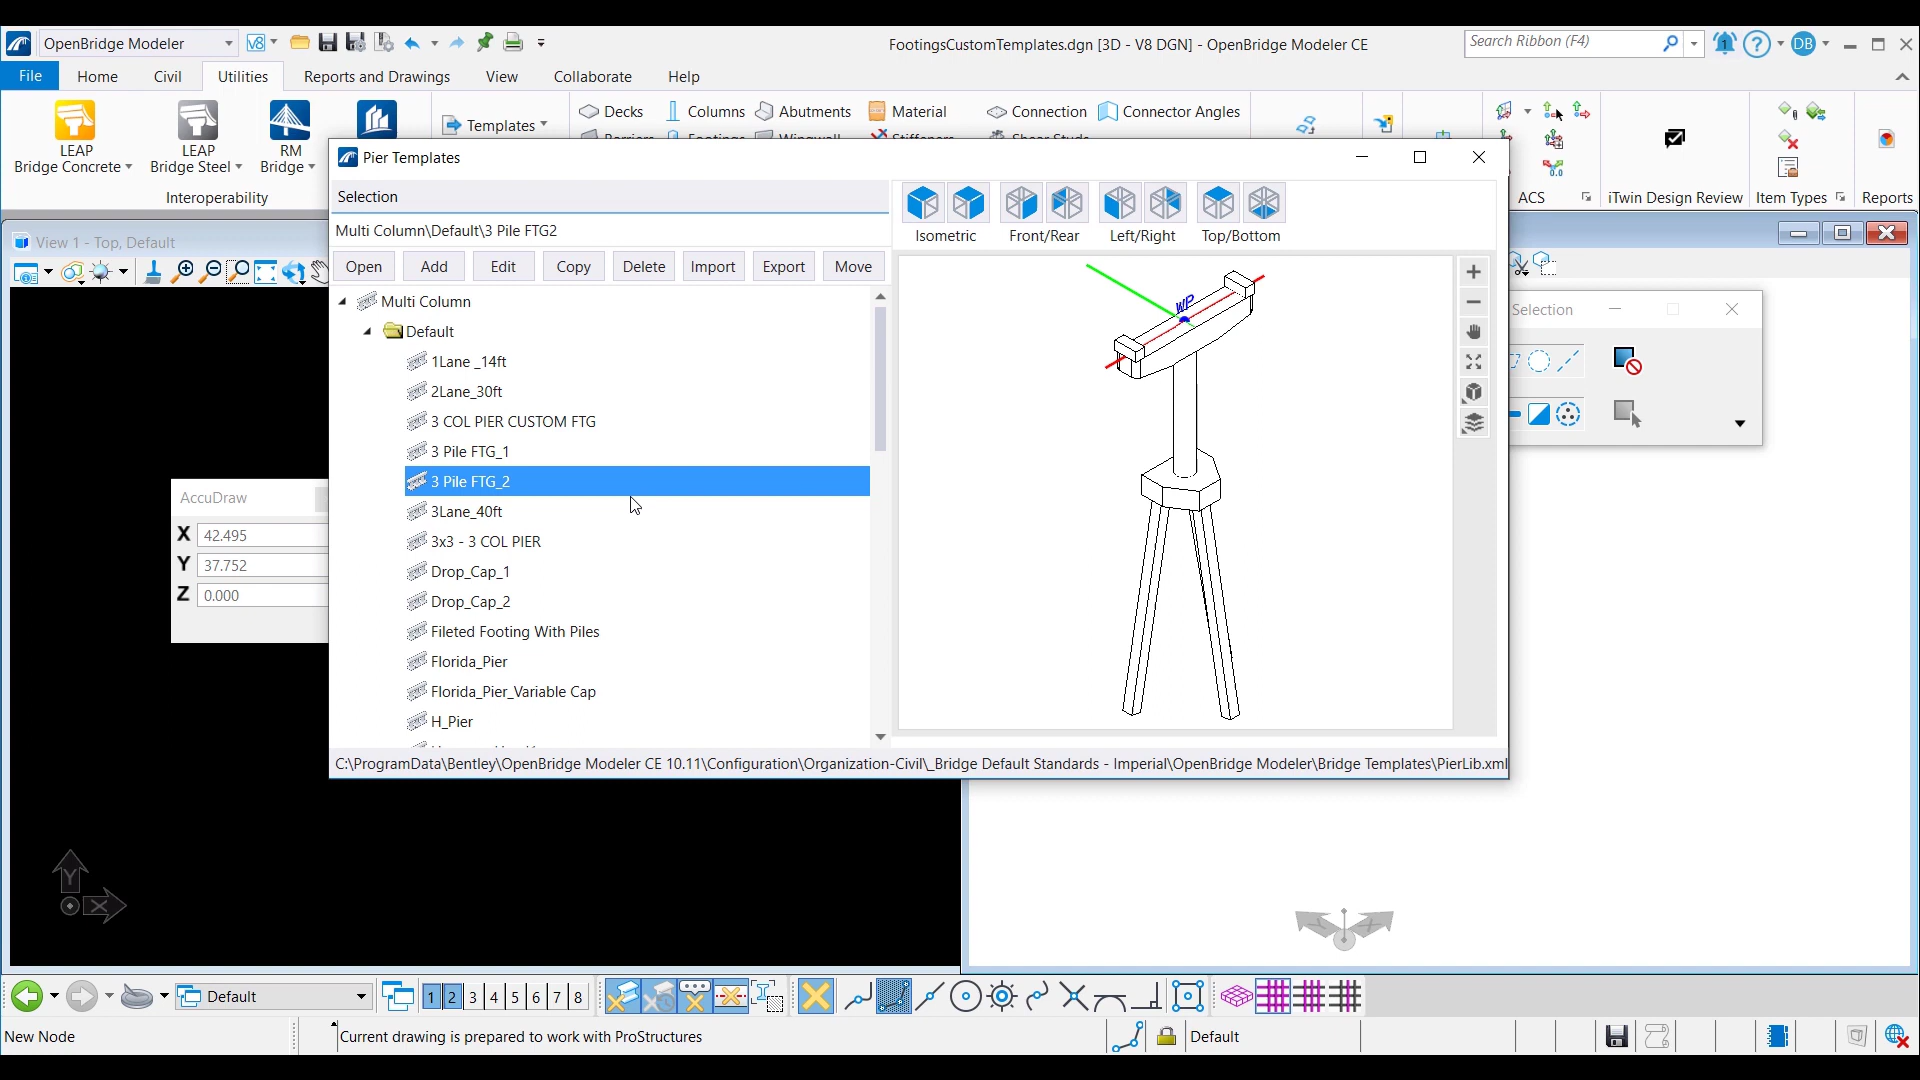 OpenBridge Modeler
V8
FootingsCustomTemplates.dgn [3D - V8 DGN] - OpenBridge Modeler CE
Search Ribbon (F4)
1
DB
File
Home
Civil
Utilities
Reports and Drawings
View
Collaborate
Help
LEAP
Bridge Concrete
LEAP
Bridge Steel
RM
Bridge
Interoperability
Templates
Decks
Columns
Abutments
Material
Connection
Connector Angles
ACS
iTwin Design Review
Item Types
Reports
Pier Templates
Selection
Multi Column\Default\3 Pile FTG2
Open
Add
Edit
Copy
Delete
Import
Export
Move
Isometric
Front/Rear
Left/Right
Top/Bottom
Multi Column
Default
1Lane _14ft
2Lane_30ft
3 COL PIER CUSTOM FTG
3 Pile FTG_1
3 Pile FTG_2
3Lane_40ft
3x3 - 3 COL PIER
Drop_Cap_1
Drop_Cap_2
Fileted Footing With Piles
Florida_Pier
Florida_Pier_Variable Cap
H_Pier
WP
C:\ProgramData\Bentley\OpenBridge Modeler CE 10.11\Configuration\Organization-Civil\_Bridge Default Standards - Imperial\OpenBridge Modeler\Bridge Templates\PierLib.xml
View 1 - Top, Default
AccuDraw
X 42.495
Y 37.752
Z 0.000
Selection
Y
X
Y X
Default
1 2 3 4 5 6 7 8
New Node
Current drawing is prepared to work with ProStructures
Default